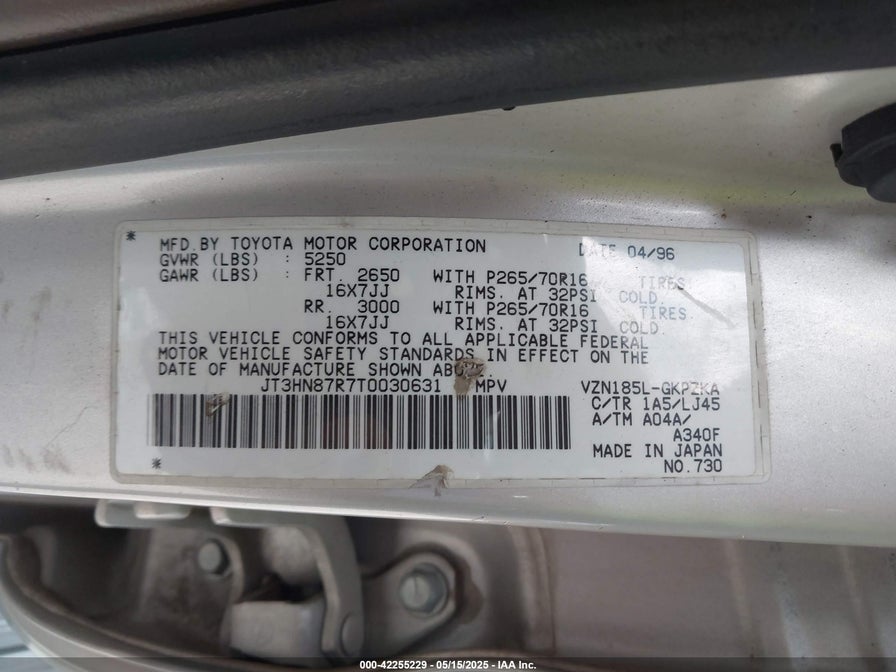 * MFD.BY TOYOTA MOTOR CORPORATION DATE 04/96
GVWR (LBS) : 5250
GAWR (LBS) : FRT. 2650 WITH P265/70R16 TIRES.
16X7JJ RIMS. AT 32PSI COLD.
RR. 3000 WITH P265/70R16 TIRES.
16X7JJ RIMS. AT 32PSI COLD.
THIS VEHICLE CONFORMS TO ALL APPLICABLE FEDERAL
MOTOR VEHICLE SAFETY STANDARDS IN EFFECT ON THE
DATE OF MANUFACTURE SHOWN ABOVE.
JT3HN87R7T0030631 MPV VZN185L-GKPZKA
C/TR 1A5/LJ45
A/TM A04A/
A340F
MADE IN JAPAN
* NO.730
000-42255229 - 05/15/2025 - IAA Inc.